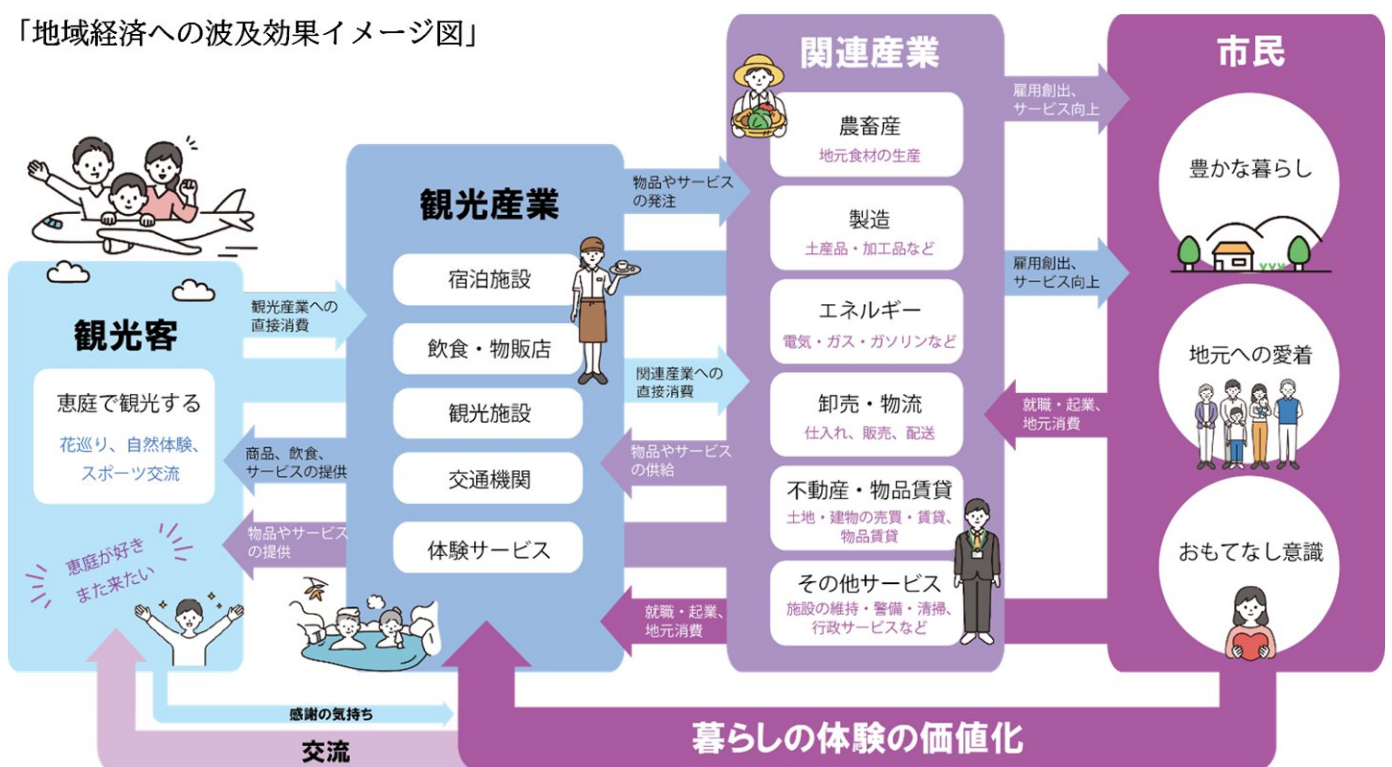 「地域経済への波及効果イメージ図」
観光客
恵庭で観光する
花巡り、自然体験、
スポーツ交流
恵庭が好き
また来たい
観光産業への
直接消費
商品、飲食、
サービスの提供
物品やサービス
の提供
観光産業
宿泊施設
飲食・物販店
観光施設
交通機関
体験サービス
物品やサービス
の発注
関連産業への
直接消費
物品やサービス
の供給
就職・起業、
地元消費
関連産業
農畜産
地元食材の生産
製造
土産品・加工品など
エネルギー
電気・ガス・ガソリンなど
卸売・物流
仕入れ、販売、配送
不動産・物品賃貸
土地・建物の売買・賃貸、
物品賃貸
その他サービス
施設の維持・警備・清掃、
行政サービスなど
雇用創出、
サービス向上
雇用創出、
サービス向上
就職・起業、
地元消費
市民
豊かな暮らし
地元への愛着
おもてなし意識
感謝の気持ち
交流
暮らしの体験の価値化